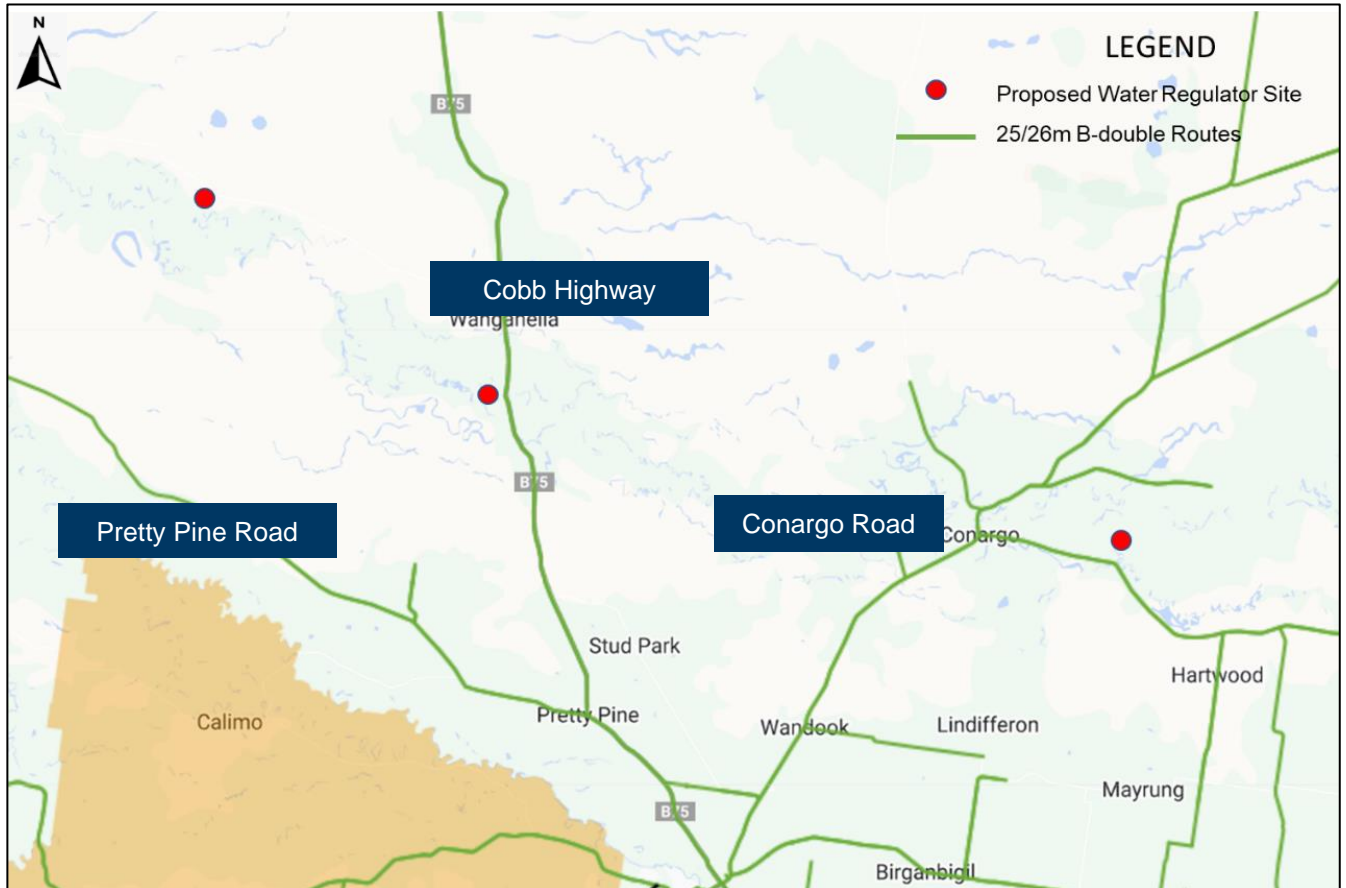 N
LEGEND
Proposed Water Regulator Site
25/26m B-double Routes
B75
Cobb Highway
Wanganella
B75
Pretty Pine Road
Conargo Road
Conargo
Stud Park
Hartwood
Calimo
Pretty Pine
Wandook
Lindifferon
Mayrung
B75
Birganbigil